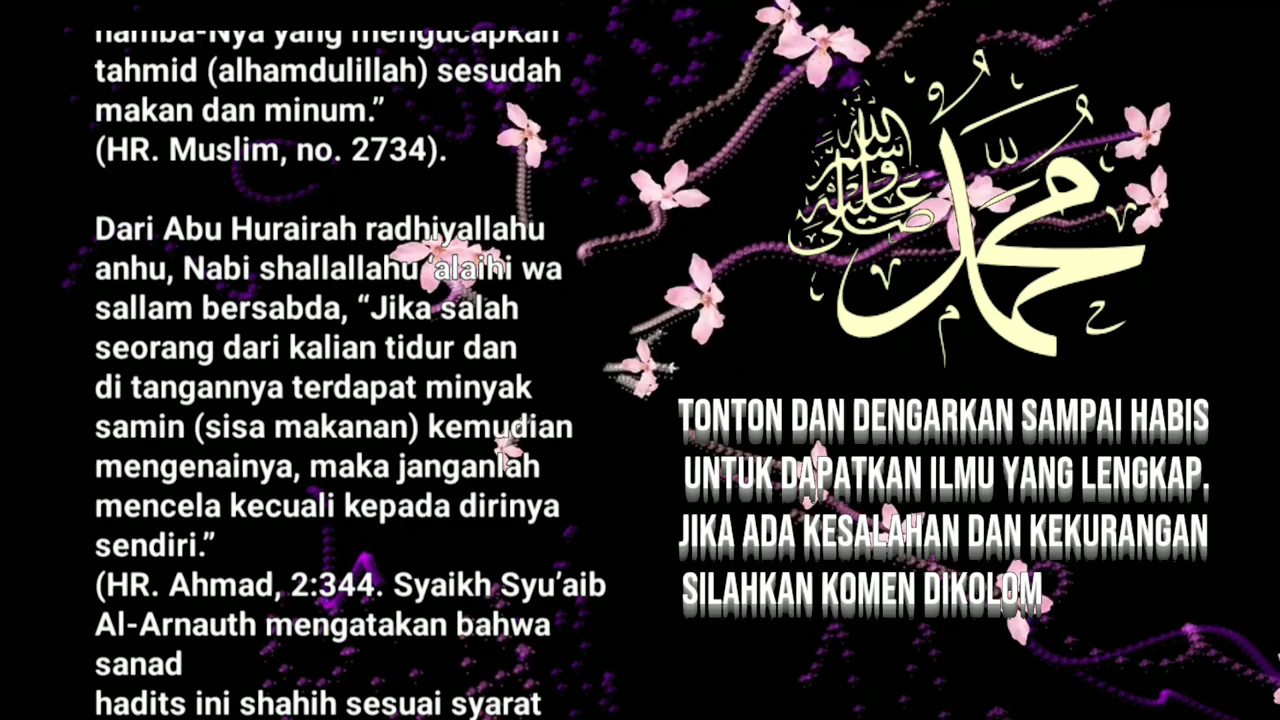 hamba-Nya yang mengucapkan
tahmid (alhamdulillah) sesudah
makan dan minum.”
(HR. Muslim, no. 2734).
Dari Abu Hurairah radhiyallahu
anhu, Nabi shallallahu ‘alaihi wa
sallam bersabda, “Jika salah
seorang dari kalian tidur dan
di tangannya terdapat minyak
samin (sisa makanan) kemudian
mengenainya, maka janganlah
mencela kecuali kepada dirinya
sendiri.”
(HR. Ahmad, 2:344. Syaikh Syu’aib
Al-Arnauth mengatakan bahwa
sanad
hadits ini shahih sesuai syarat
محمد
صلى الله عليه وسلم
TONTON DAN DENGARKAN SAMPAI HABIS
UNTUK DAPATKAN ILMU YANG LENGKAP.
JIKA ADA KESALAHAN DAN KEKURANGAN
SILAHKAN KOMEN DIKOLOM